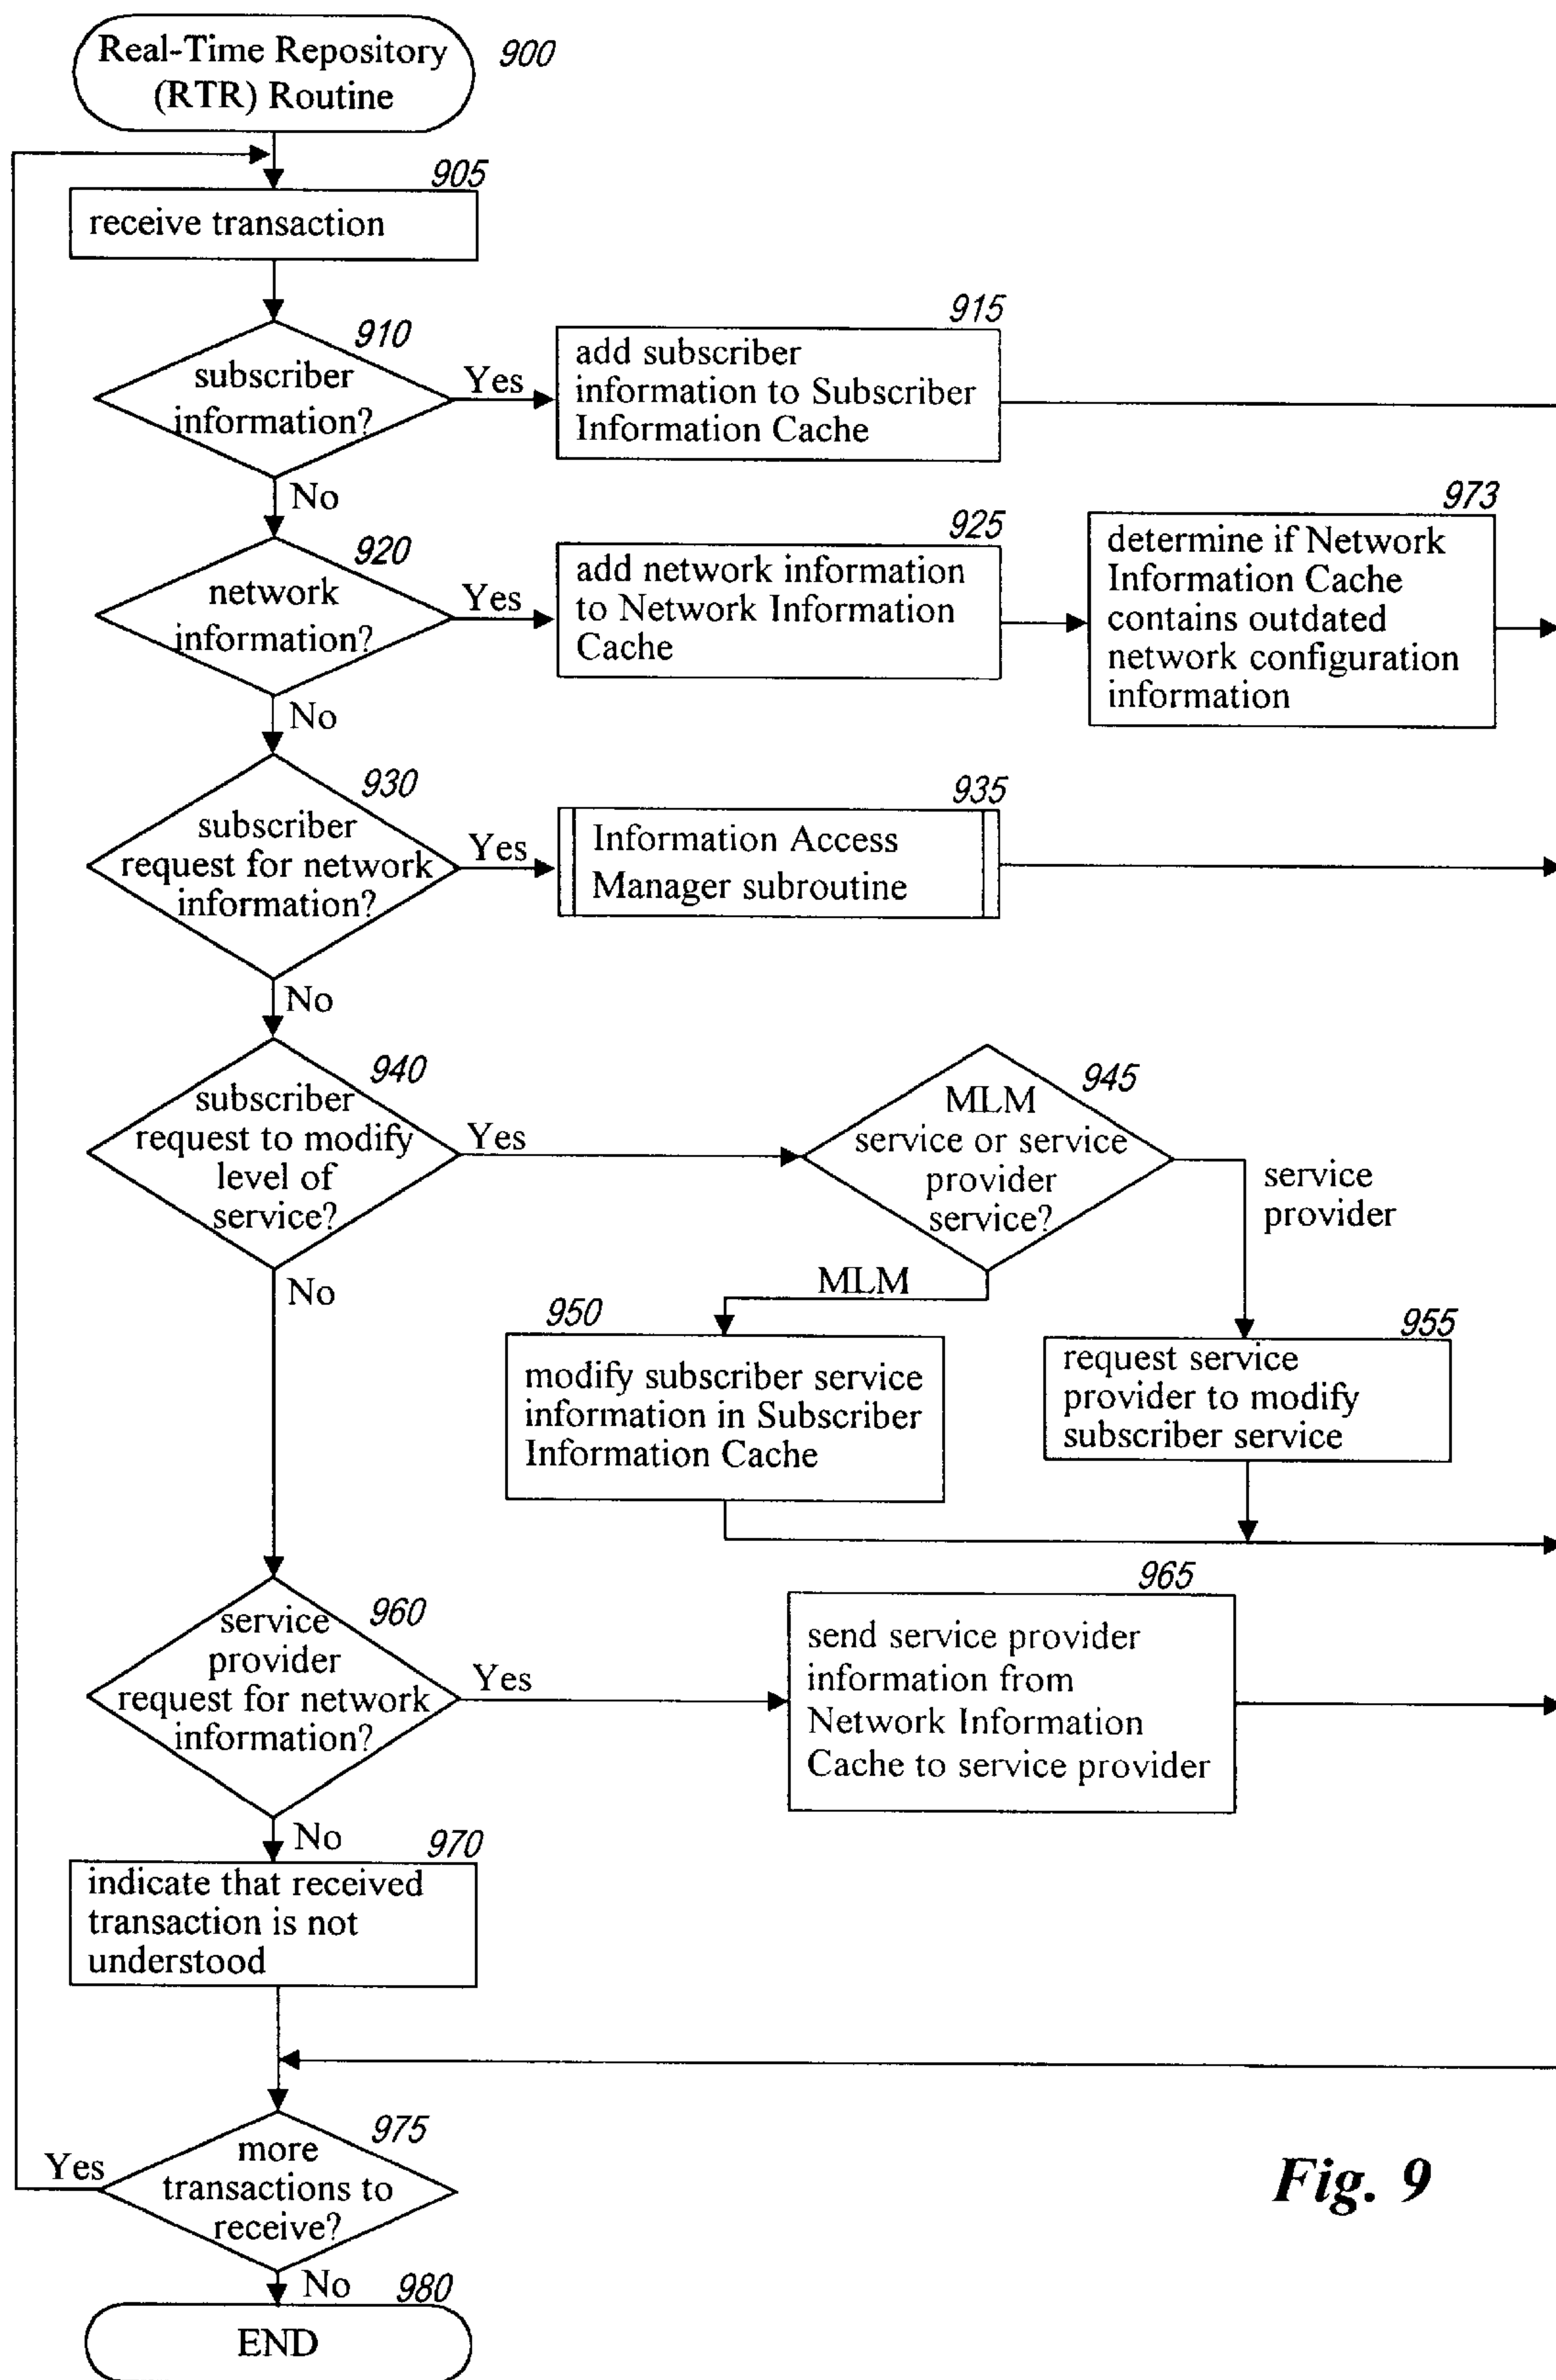 Real-Time Repository
(RTR) Routine
900
905
receive transaction
910
subscriber
information?
Yes
915
add subscriber
information to Subscriber
Information Cache
No
920
network
information?
Yes
925
add network information
to Network Information
Cache
973
determine if Network
Information Cache
contains outdated
network configuration
information
No
930
subscriber
request for network
information?
Yes
935
Information Access
Manager subroutine
No
940
subscriber
request to modify
level of
service?
Yes
945
MLM
service or service
provider
service?
service
provider
MLM
No
950
modify subscriber service
information in Subscriber
Information Cache
955
request service
provider to modify
subscriber service
960
service
provider
request for network
information?
Yes
965
send service provider
information from
Network Information
Cache to service provider
No
970
indicate that received
transaction is not
understood
975
more
transactions to
receive?
Yes
No
980
END
Fig. 9